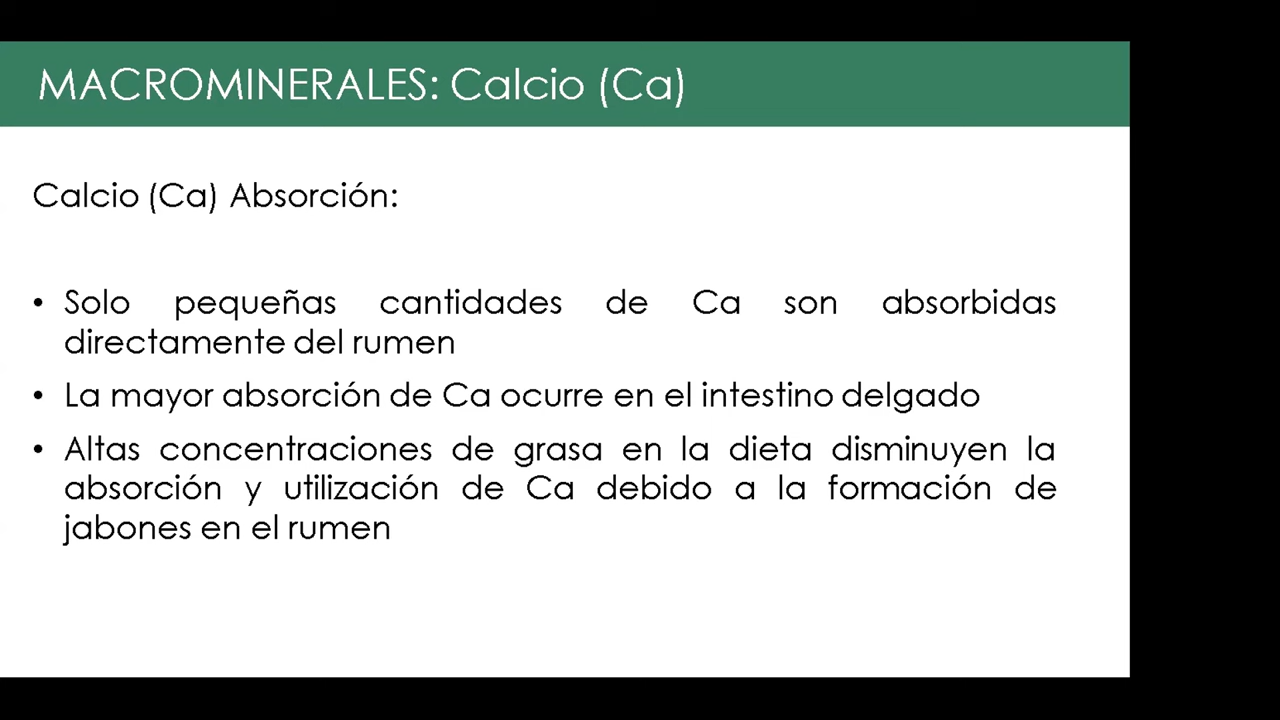 MACROMINERALES: Calcio (Ca)
Calcio (Ca) Absorción:
• Solo pequeñas cantidades de Ca son absorbidas
directamente del rumen
• La mayor absorción de Ca ocurre en el intestino delgado
• Altas concentraciones de grasa en la dieta disminuyen la
absorción y utilización de Ca debido a la formación de
jabones en el rumen